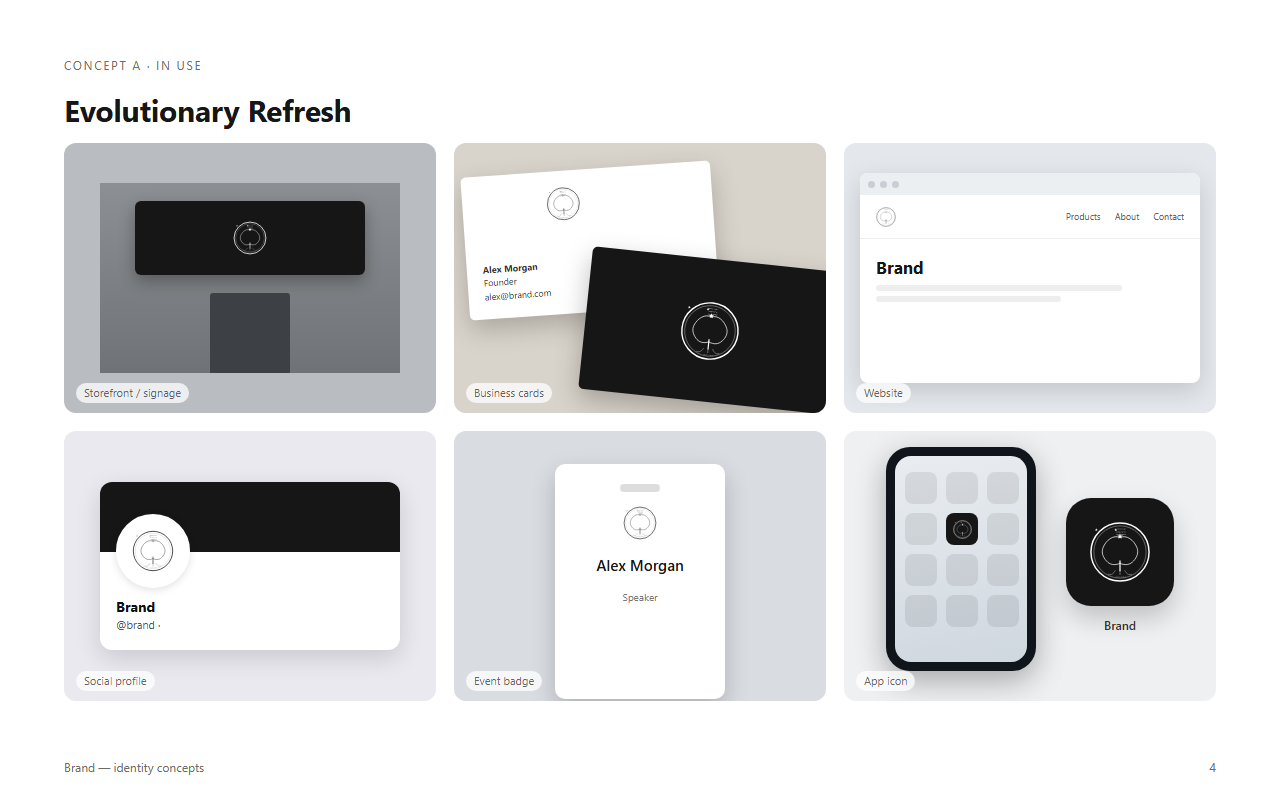 CONCEPT A · IN USE
Evolutionary Refresh
Storefront / signage
Alex Morgan
Founder
alex@brand.com
Business cards
Products About Contact
Brand
Website
Brand
@brand ·
Social profile
Alex Morgan
Speaker
Event badge
Brand
App icon
Brand — identity concepts
4